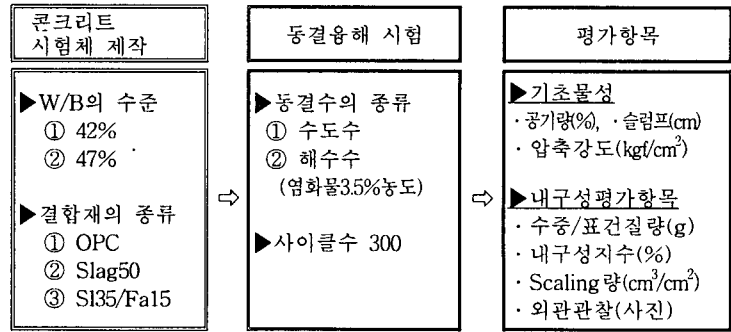 콘크리트
시험체 제작
▶W/B의 수준
① 42%
② 47%
▶결합재의 종류
① OPC
② Slag50
③ Sl35/Fa15
⇨
동결융해 시험
▶동결수의 종류
① 수도수
② 해수수
(염화물3.5%농도)
▶사이클수 300
⇨
평가항목
▶기초물성
· 공기량(%), · 슬럼프(cm)
· 압축강도(kgf/cm²)
▶내구성평가항목
· 수중/표건질량(g)
· 내구성지수(%)
· Scaling량(cm³/cm²)
· 외관관찰(사진)